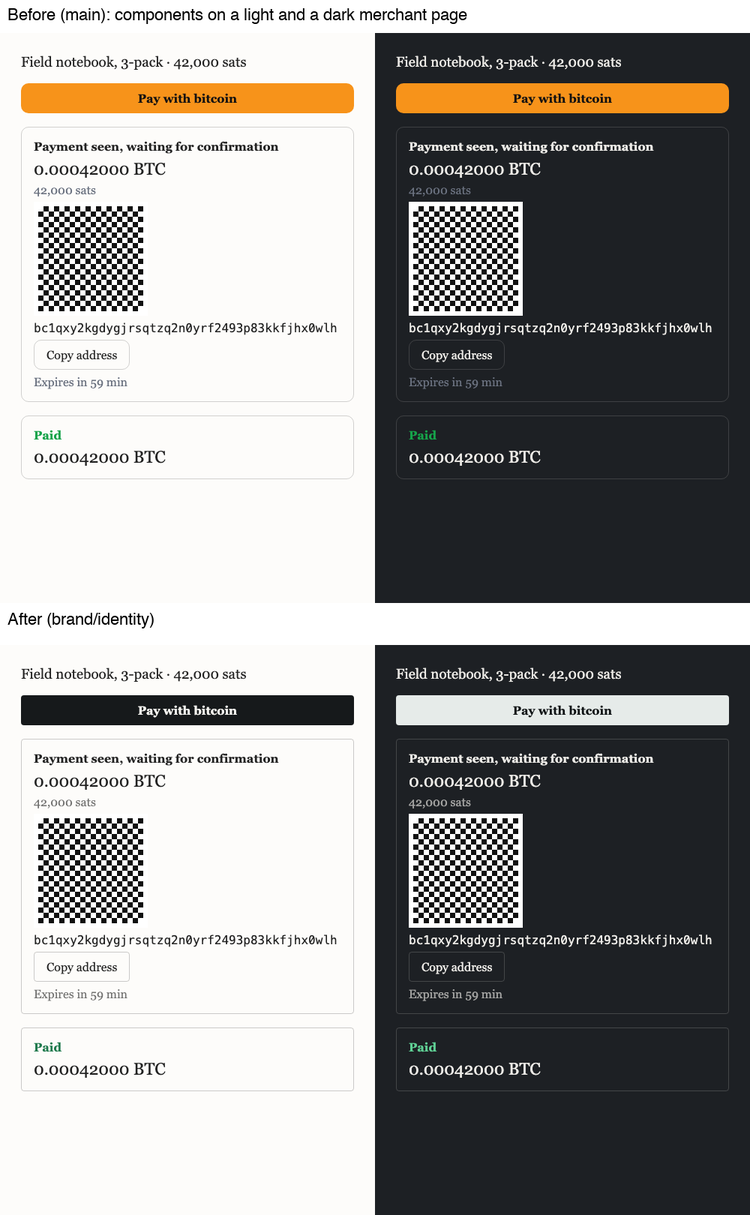 Before (main): components on a light and a dark merchant page
Field notebook, 3-pack · 42,000 sats
Pay with bitcoin
Payment seen, waiting for confirmation
0.00042000 BTC
42,000 sats
bc1qxy2kgdygjrsqtzq2n0yrf2493p83kkfjhx0wlh
Copy address
Expires in 59 min
Paid
0.00042000 BTC
Field notebook, 3-pack · 42,000 sats
Pay with bitcoin
Payment seen, waiting for confirmation
0.00042000 BTC
42,000 sats
bc1qxy2kgdygjrsqtzq2n0yrf2493p83kkfjhx0wlh
Copy address
Expires in 59 min
Paid
0.00042000 BTC
After (brand/identity)
Field notebook, 3-pack · 42,000 sats
Pay with bitcoin
Payment seen, waiting for confirmation
0.00042000 BTC
42,000 sats
bc1qxy2kgdygjrsqtzq2n0yrf2493p83kkfjhx0wlh
Copy address
Expires in 59 min
Paid
0.00042000 BTC
Field notebook, 3-pack · 42,000 sats
Pay with bitcoin
Payment seen, waiting for confirmation
0.00042000 BTC
42,000 sats
bc1qxy2kgdygjrsqtzq2n0yrf2493p83kkfjhx0wlh
Copy address
Expires in 59 min
Paid
0.00042000 BTC